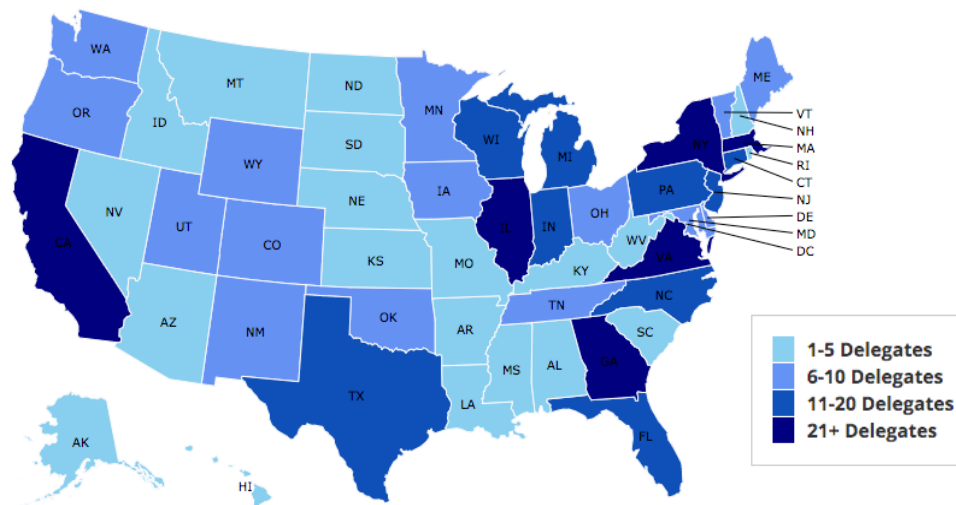 WA
ME
MT
ND
MN
VT
OR
ID
NH
WI
SD
NY
MA
MI
WY
RI
CT
IA
PA
NJ
NE
NV
OH
DE
UT
IL
IN
MD
CO
WV
CA
DC
KS
VA
MO
KY
NC
TN
OK
AZ
NM
AR
SC
MS
AL
GA
TX
LA
FL
AK
HI
1-5 Delegates
6-10 Delegates
11-20 Delegates
21+ Delegates